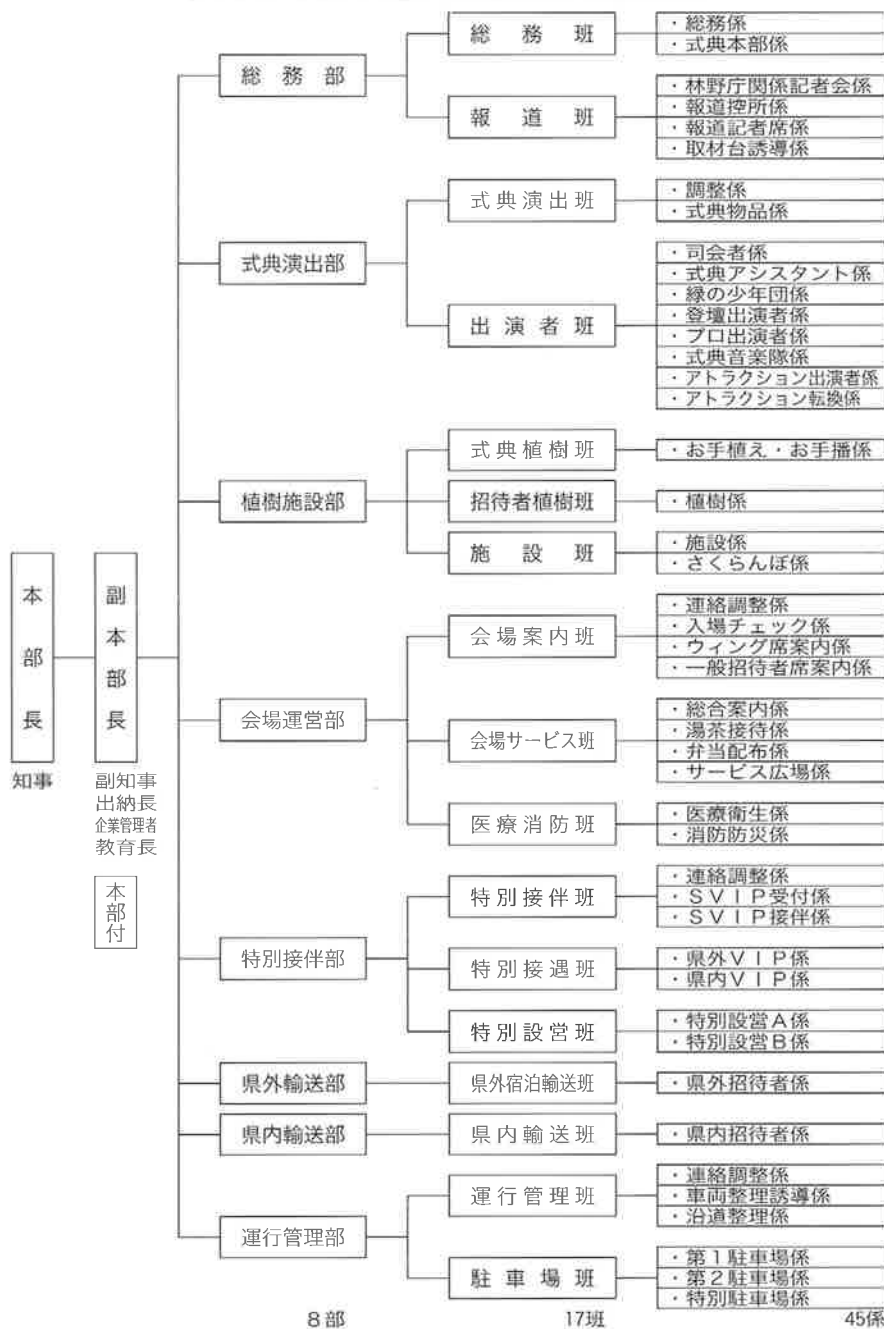 本部長
知事
副本部長
副知事
出納長
企業管理者
教育長
本部付
総務部
総務班
・総務係
・式典本部係
報道班
・林野庁関係記者会係
・報道控所係
・報道記者席係
・取材台誘導係
式典演出部
式典演出班
・調整係
・式典物品係
出演者班
・司会者係
・式典アシスタント係
・緑の少年団係
・登壇出演者係
・プロ出演者係
・式典音楽隊係
・アトラクション出演者係
・アトラクション転換係
植樹施設部
式典植樹班
・お手植え・お手播係
招待者植樹班
・植樹係
施設班
・施設係
・さくらんぼ係
会場運営部
会場案内班
・連絡調整係
・入場チェック係
・ウィング席案内係
・一般招待者席案内係
会場サービス班
・総合案内係
・湯茶接待係
・弁当配布係
・サービス広場係
医療消防班
・医療衛生係
・消防防災係
特別接伴部
特別接伴班
・連絡調整係
・ＳＶＩＰ受付係
・ＳＶＩＰ接伴係
特別接遇班
・県外ＶＩＰ係
・県内ＶＩＰ係
特別設営班
・特別設営Ａ係
・特別設営Ｂ係
県外輸送部
県外宿泊輸送班
・県外招待者係
県内輸送部
県内輸送班
・県内招待者係
運行管理部
運行管理班
・連絡調整係
・車両整理誘導係
・沿道整理係
駐車場班
・第１駐車場係
・第２駐車場係
・特別駐車場係
８部
17班
45係